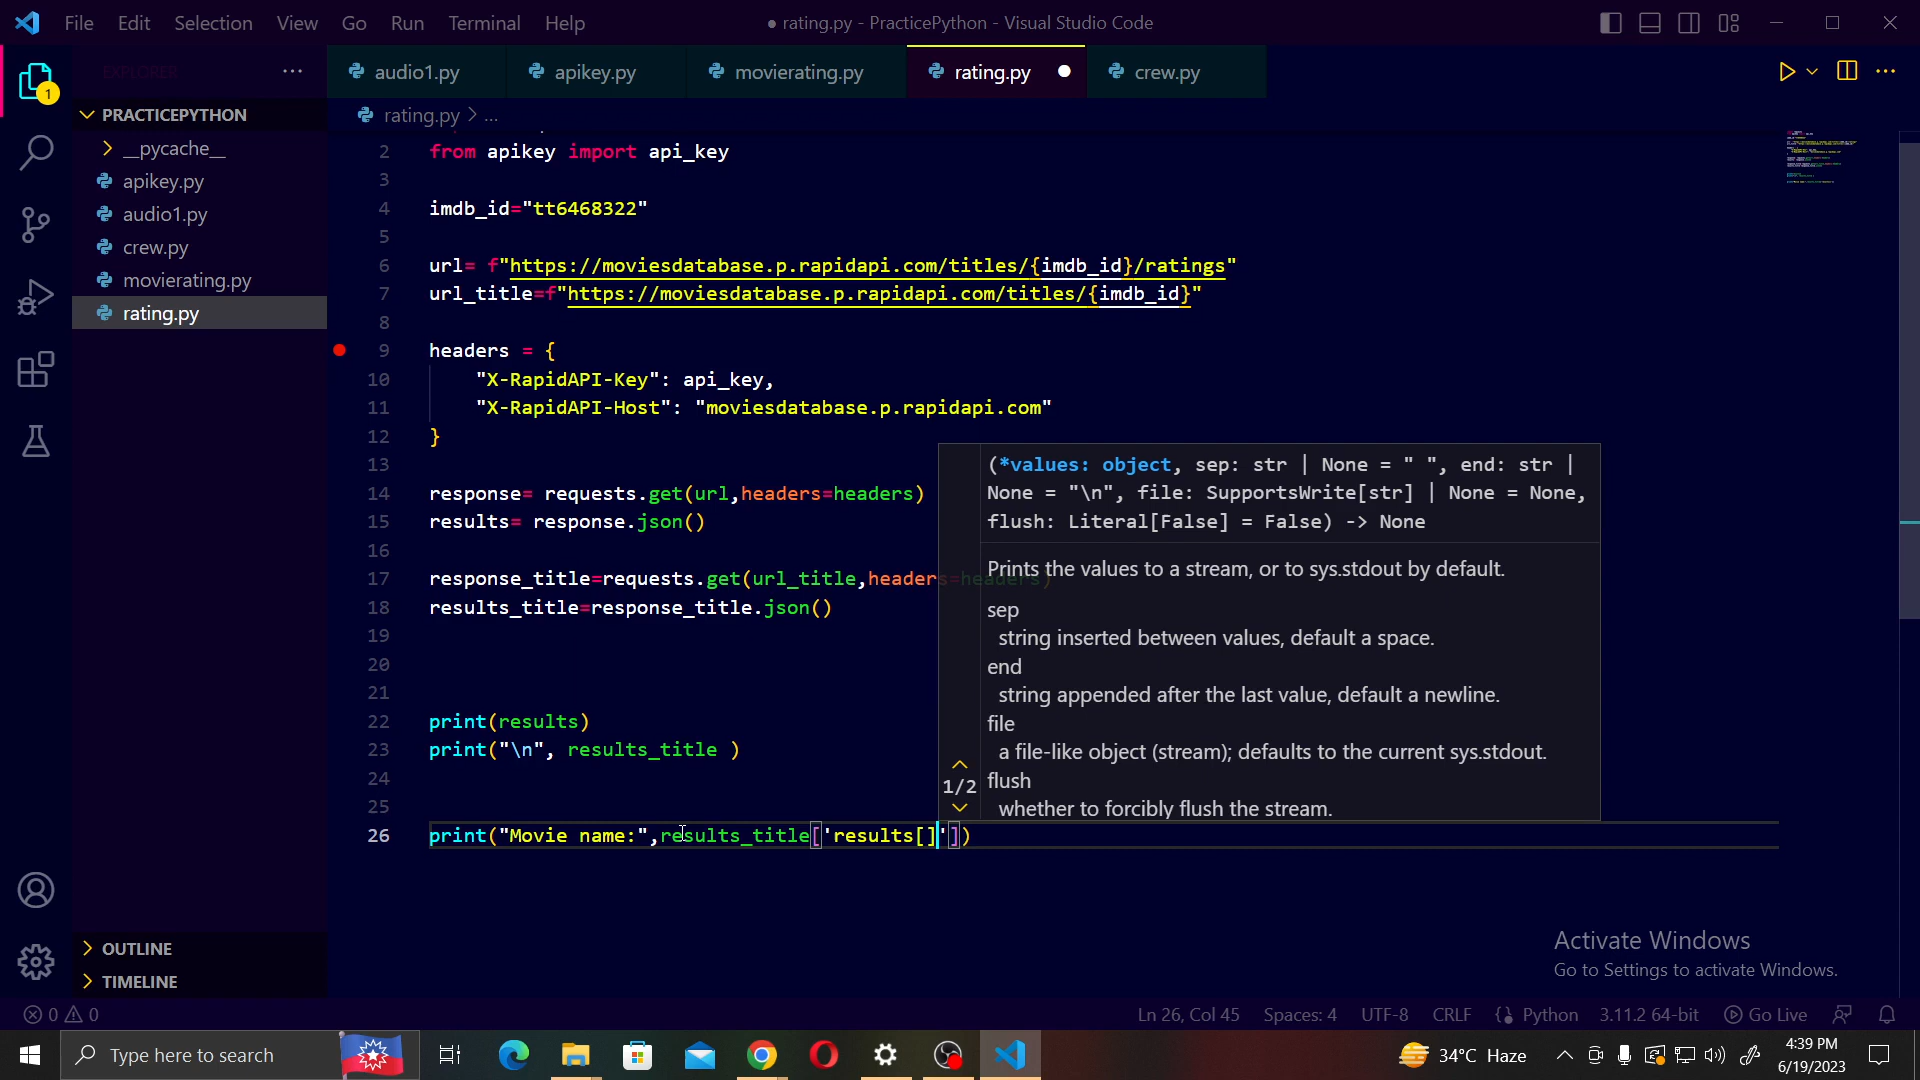 File Edit Selection View Go Run Terminal Help
● rating.py - PracticePython - Visual Studio Code
EXPLORER ...
audio1.py apikey.py movierating.py rating.py ● crew.py
1
PRACTICEPYTHON
__pycache__
apikey.py
audio1.py
crew.py
movierating.py
rating.py
OUTLINE
TIMELINE
rating.py > ...
2 from apikey import api_key
3
4 imdb_id="tt6468322"
5
6 url= f"https://moviesdatabase.p.rapidapi.com/titles/{imdb_id}/ratings"
7 url_title=f"https://moviesdatabase.p.rapidapi.com/titles/{imdb_id}"
8
9 headers = {
10 "X-RapidAPI-Key": api_key,
11 "X-RapidAPI-Host": "moviesdatabase.p.rapidapi.com"
12 }
13
14 response= requests.get(url,headers=headers)
15 results= response.json()
16
17 response_title=requests.get(url_title,headers=headers)
18 results_title=response_title.json()
19
20
21
22 print(results)
23 print("\n", results_title )
24
25
26 print("Movie name:",results_title['results[]'])
(*values: object, sep: str | None = " ", end: str |
None = "\n", file: SupportsWrite[str] | None = None,
flush: Literal[False] = False) -> None
Prints the values to a stream, or to sys.stdout by default.
sep
string inserted between values, default a space.
end
string appended after the last value, default a newline.
file
a file-like object (stream); defaults to the current sys.stdout.
1/2
flush
whether to forcibly flush the stream.
Activate Windows
Go to Settings to activate Windows.
0 0
Ln 26, Col 45 Spaces: 4 UTF-8 CRLF Python 3.11.2 64-bit Go Live
Type here to search
34°C Haze
4:39 PM
6/19/2023